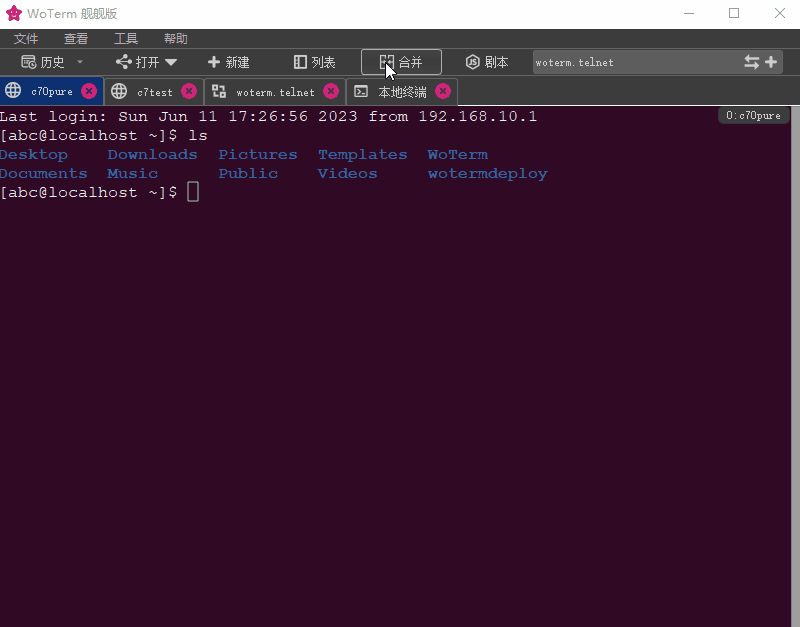 WoTerm 舰舰版
文件 查看 工具 帮助
历史 打开 新建 列表 合并 剧本 woterm.telnet
c70pure c7test woterm.telnet 本地终端
Last login: Sun Jun 11 17:26:56 2023 from 192.168.10.1
0:c70pure
[abc@localhost ~]$ ls
Desktop Downloads Pictures Templates WoTerm
Documents Music Public Videos wotermdeploy
[abc@localhost ~]$